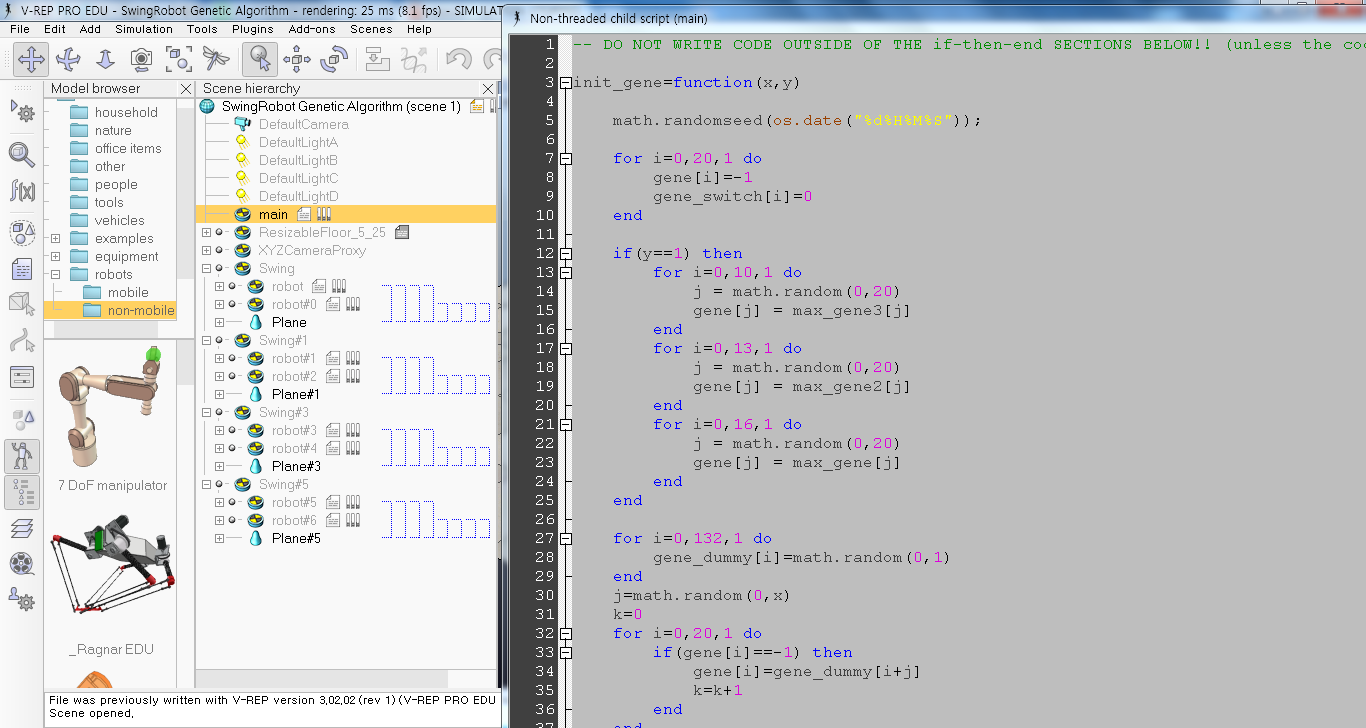 V-REP PRO EDU - SwingRobot Genetic Algorithm - rendering: 25 ms (8.1 fps) - SIMULAT
File Edit Add Simulation Tools Plugins Add-ons Scenes Help
Model browser
household
nature
office items
other
people
tools
vehicles
examples
equipment
robots
mobile
non-mobile
7 DoF manipulator
_Ragnar EDU
Scene hierarchy
SwingRobot Genetic Algorithm (scene 1)
DefaultCamera
DefaultLightA
DefaultLightB
DefaultLightC
DefaultLightD
main
ResizableFloor_5_25
XYZCameraProxy
Swing
robot
robot#0
Plane
Swing#1
robot#1
robot#2
Plane#1
Swing#3
robot#3
robot#4
Plane#3
Swing#5
robot#5
robot#6
Plane#5
File was previously written with V-REP version 3,02,02 (rev 1) (V-REP PRO EDU
Scene opened,
Non-threaded child script (main)
1 -- DO NOT WRITE CODE OUTSIDE OF THE if-then-end SECTIONS BELOW!! (unless the co
2
3 init_gene=function(x,y)
4
5 math.randomseed(os.date("%d%H%M%S"));
6
7 for i=0,20,1 do
8 gene[i]=-1
9 gene_switch[i]=0
10 end
11
12 if(y==1) then
13 for i=0,10,1 do
14 j = math.random(0,20)
15 gene[j] = max_gene3[j]
16 end
17 for i=0,13,1 do
18 j = math.random(0,20)
19 gene[j] = max_gene2[j]
20 end
21 for i=0,16,1 do
22 j = math.random(0,20)
23 gene[j] = max_gene[j]
24 end
25 end
26
27 for i=0,132,1 do
28 gene_dummy[i]=math.random(0,1)
29 end
30 j=math.random(0,x)
31 k=0
32 for i=0,20,1 do
33 if(gene[i]==-1) then
34 gene[i]=gene_dummy[i+j]
35 k=k+1
36 end
37 end